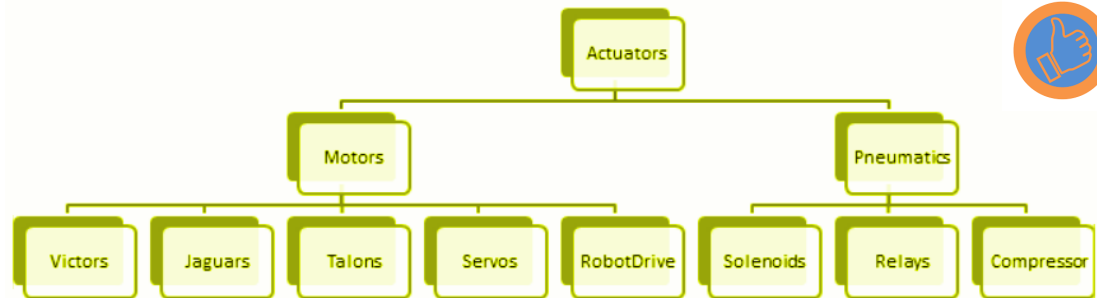 Actuators
Motors
Pneumatics
Victors
Jaguars
Talons
Servos
RobotDrive
Solenoids
Relays
Compressor